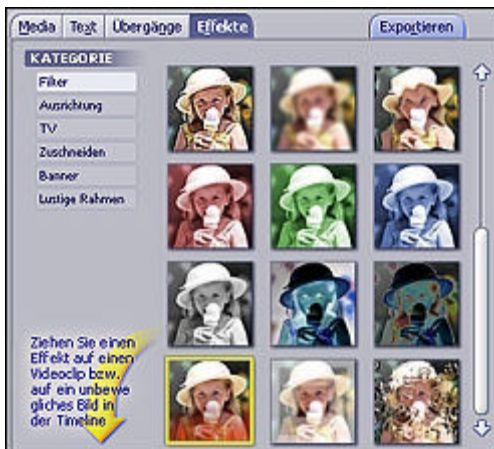 Media Text Übergänge Effekte Exportieren
KATEGORIE
Filter
Ausrichtung
TV
Zuschneiden
Banner
Lustige Rahmen
Ziehen Sie einen
Effekt auf einen
Videoclip bzw.
auf ein unbewe
gliches Bild in
der Timeline